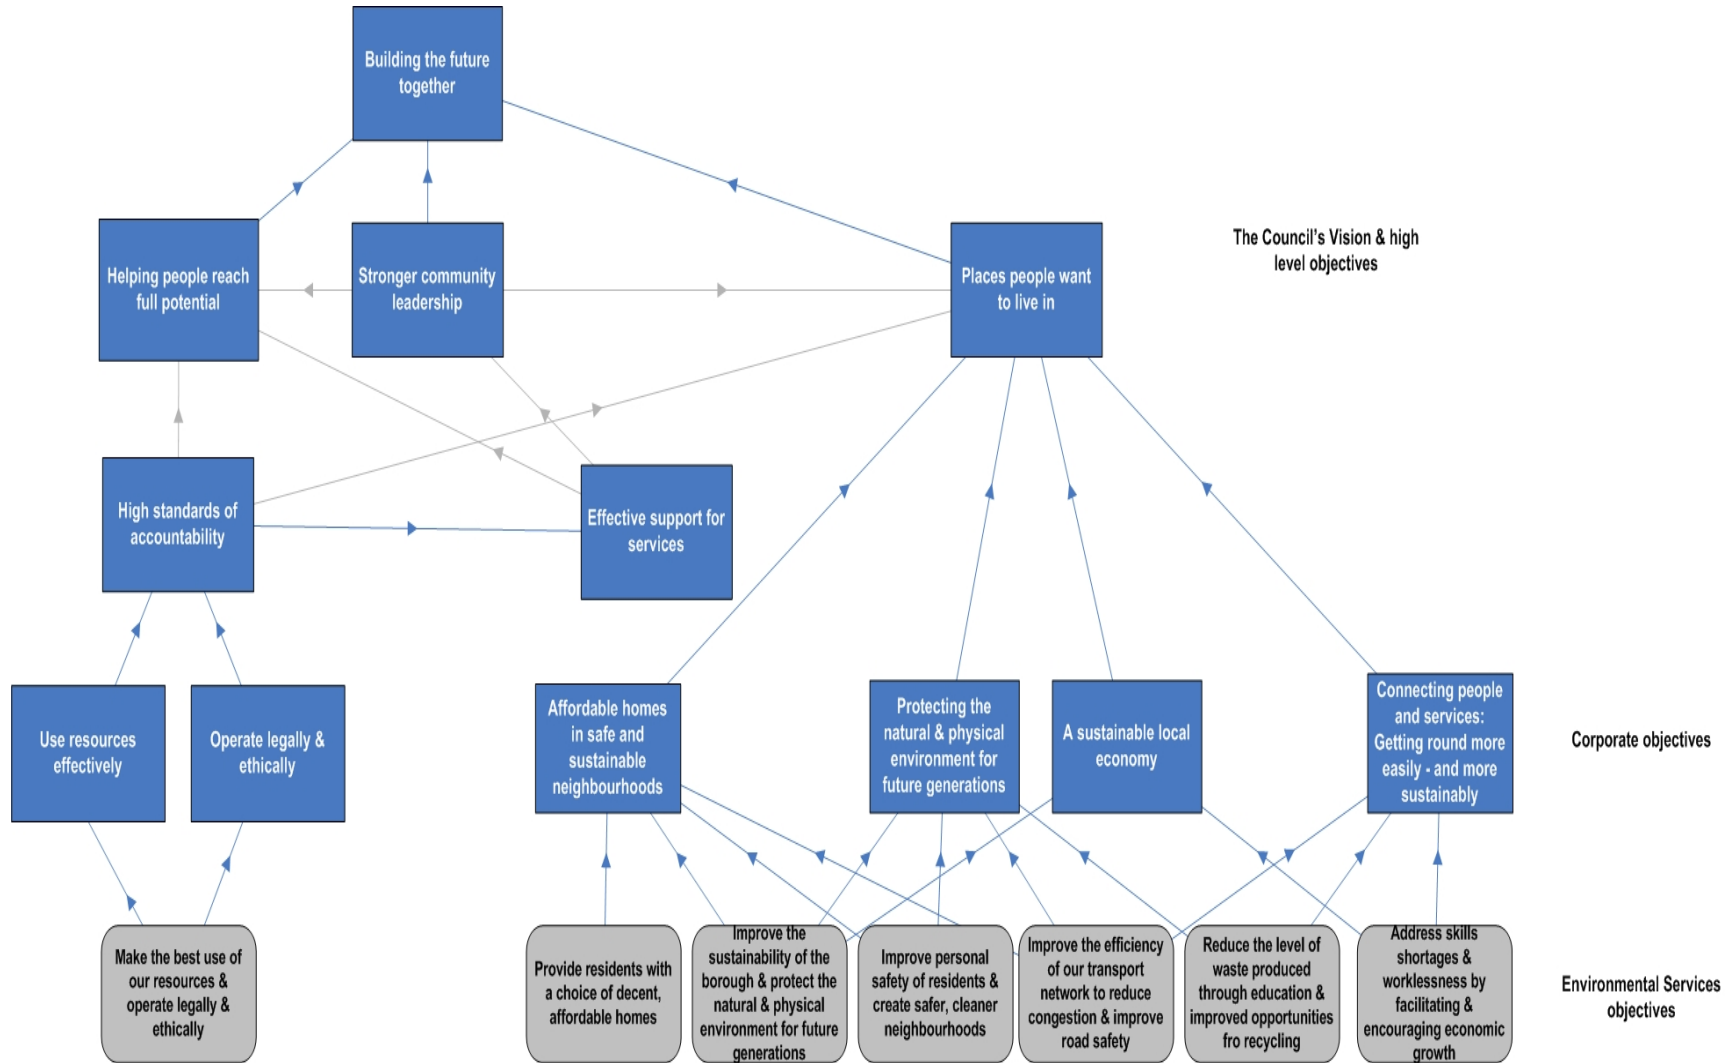 Building the future
together
Helping people reach
full potential
Stronger community
leadership
Places people want
to live in
The Council's Vision & high
level objectives
High standards of
accountability
Effective support for
services
Use resources
effectively
Operate legally &
ethically
Affordable homes
in safe and
sustainable
neighbourhoods
Protecting the
natural & physical
environment for
future generations
A sustainable local
economy
Connecting people
and services:
Getting round more
easily - and more
sustainably
Corporate objectives
Make the best use of
our resources &
operate legally &
ethically
Provide residents with
a choice of decent,
affordable homes
Improve the
sustainability of the
borough & protect the
natural & physical
environment for future
generations
Improve personal
safety of residents &
create safer, cleaner
neighbourhoods
Improve the efficiency
of our transport
network to reduce
congestion & improve
road safety
Reduce the level of
waste produced
through education &
improved opportunities
fro recycling
Address skills
shortages &
worklessness by
facilitating &
encouraging economic
growth
Environmental Services
objectives